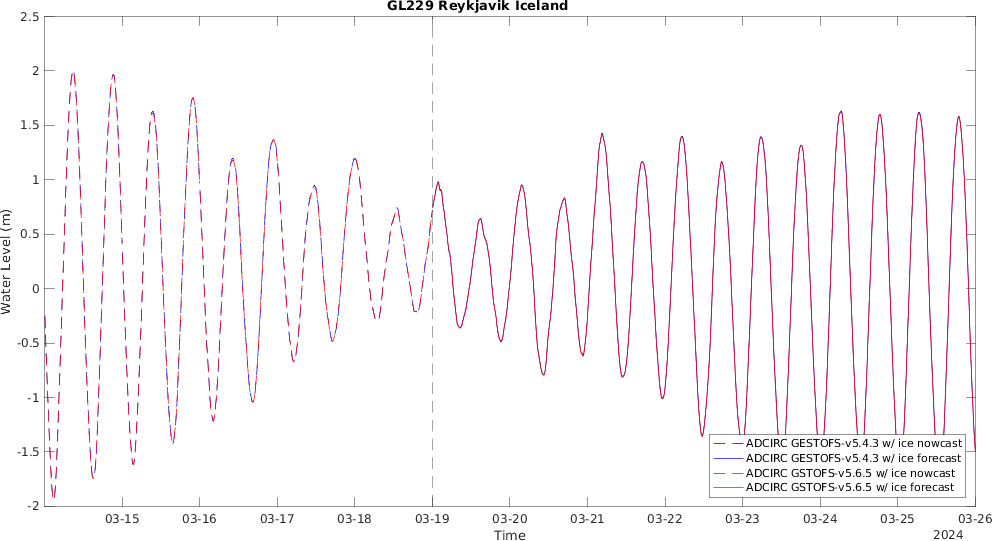 GL229 Reykjavik Iceland
2.5
2
1.5
1
0.5
0
-0.5
-1
-1.5
-2
Water Level (m)
ADCIRC GESTOFS-v5.4.3 w/ ice nowcast
ADCIRC GESTOFS-v5.4.3 w/ ice forecast
ADCIRC GSTOFS-v5.6.5 w/ ice nowcast
ADCIRC GSTOFS-v5.6.5 w/ ice forecast
03-15 03-16 03-17 03-18 03-19 03-20 03-21 03-22 03-23 03-24 03-25 03-26
Time
2024